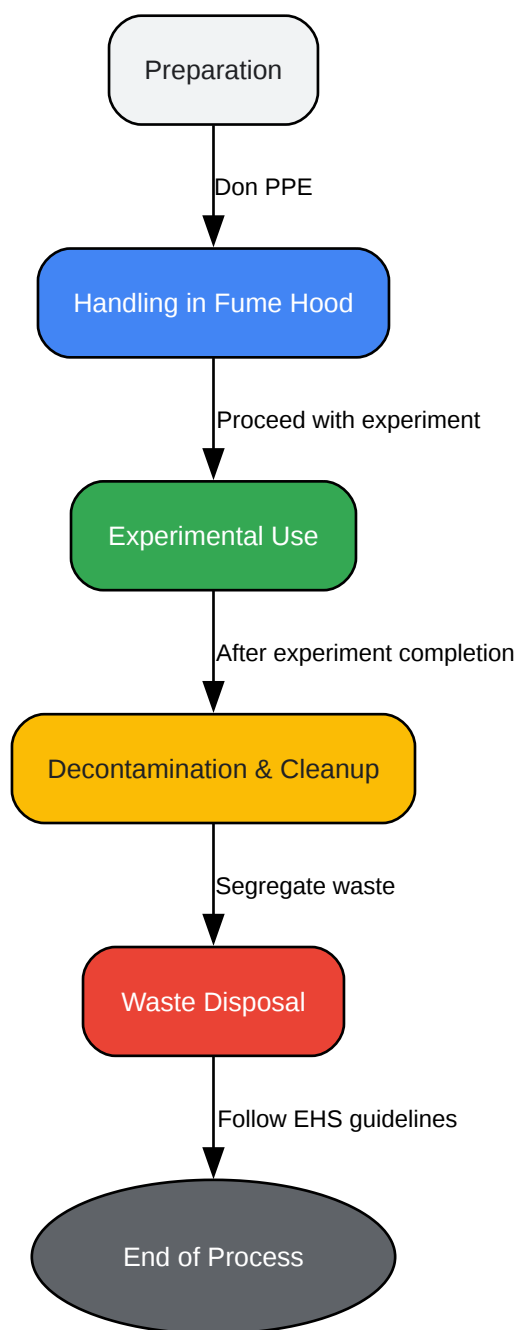 Preparation
Don PPE
Handling in Fume Hood
Proceed with experiment
Experimental Use
After experiment completion
Decontamination & Cleanup
Segregate waste
Waste Disposal
Follow EHS guidelines
End of Process